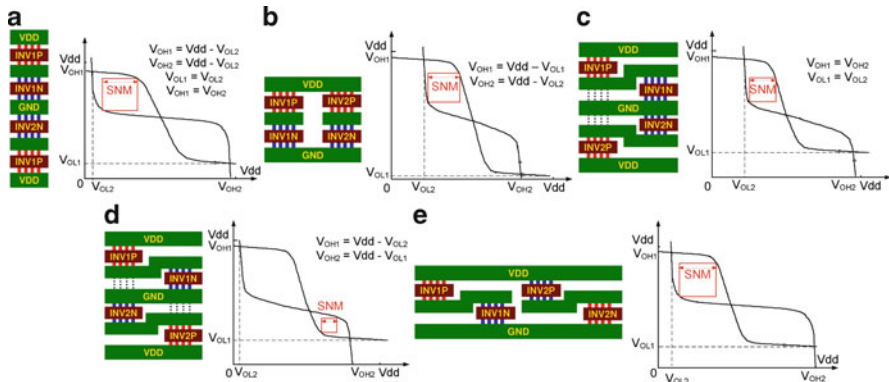 a
VDD
INV1P
INV1N
GND
INV2N
INV1P
VDD
Vdd
VOH1
SNM
VOL1
0
VOL2
VOH2
Vdd
VOH1 = Vdd - VOL2
VOH2 = Vdd - VOL2
VOL1 = VOL2
VOH1 = VOH2
b
VDD
INV1P
INV2P
INV1N
INV2N
GND
Vdd
VOH1
SNM
VOL1
0
VOL2
VOH2
Vdd
VOH1 = Vdd – VOL1
VOH2 = Vdd - VOL2
c
VDD
INV1P
INV1N
GND
INV2N
INV2P
VDD
Vdd
VOH1
SNM
VOL1
0
VOL2
VOH2
Vdd
VOH1 = VOH2
VOL1 = VOL2
d
VDD
INV1P
INV1N
GND
INV2N
INV2P
VDD
Vdd
VOH1
SNM
VOL1
0
VOL2
VOH2
Vdd
VOH1 = Vdd - VOL2
VOH2 = Vdd - VOL1
e
VDD
INV1P
INV2P
INV1N
INV2N
GND
Vdd
VOH1
SNM
VOL1
0
VOL2
VOH2
Vdd